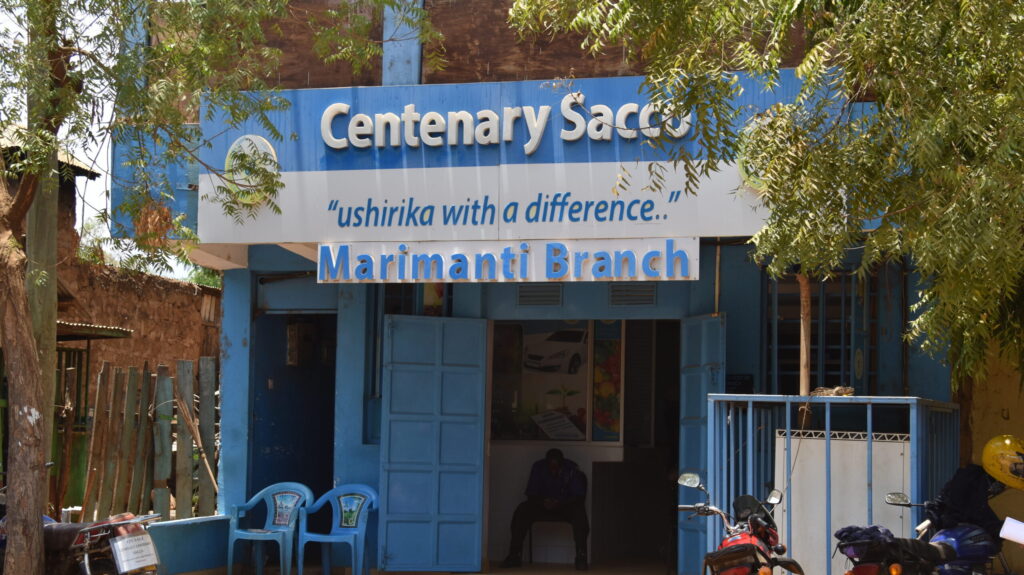 Centenary Sacco
"ushirika with a difference.."
Marimanti Branch